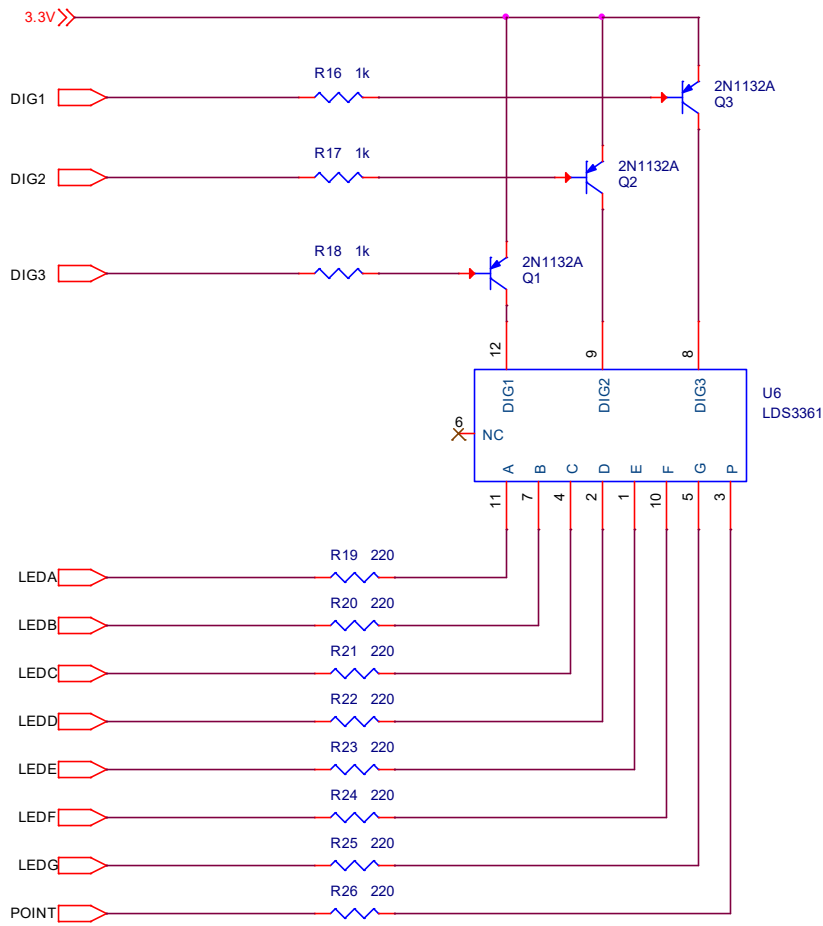 3.3V
R16 1k
DIG1
2N1132A
Q3
R17 1k
DIG2
2N1132A
Q2
R18 1k
DIG3
2N1132A
Q1
12 9 8
DIG1 DIG2 DIG3
U6
LDS3361
6
NC
A B C D E F G P
11 7 4 2 1 10 5 3
R19 220
LEDA
R20 220
LEDB
R21 220
LEDC
R22 220
LEDD
R23 220
LEDE
R24 220
LEDF
R25 220
LEDG
R26 220
POINT